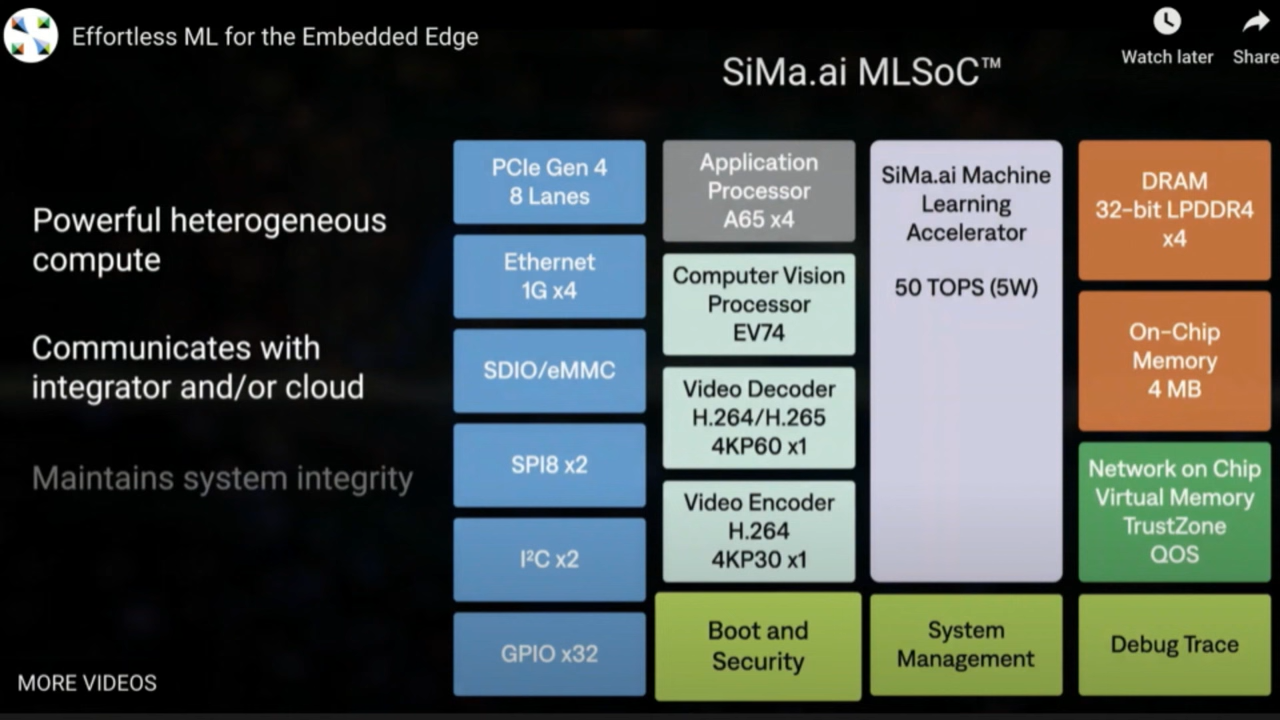 Effortless ML for the Embedded Edge
Watch later
Share
SiMa.ai MLSoC™
Powerful heterogeneous
compute
Communicates with
integrator and/or cloud
Maintains system integrity
PCIe Gen 4
8 Lanes
Ethernet
1G x4
SDIO/eMMC
SPI8 x2
I²C x2
GPIO x32
Application
Processor
A65 x4
Computer Vision
Processor
EV74
Video Decoder
H.264/H.265
4KP60 x1
Video Encoder
H.264
4KP30 x1
Boot and
Security
SiMa.ai Machine
Learning
Accelerator
50 TOPS (5W)
System
Management
DRAM
32-bit LPDDR4
x4
On-Chip
Memory
4 MB
Network on Chip
Virtual Memory
TrustZone
QOS
Debug Trace
MORE VIDEOS